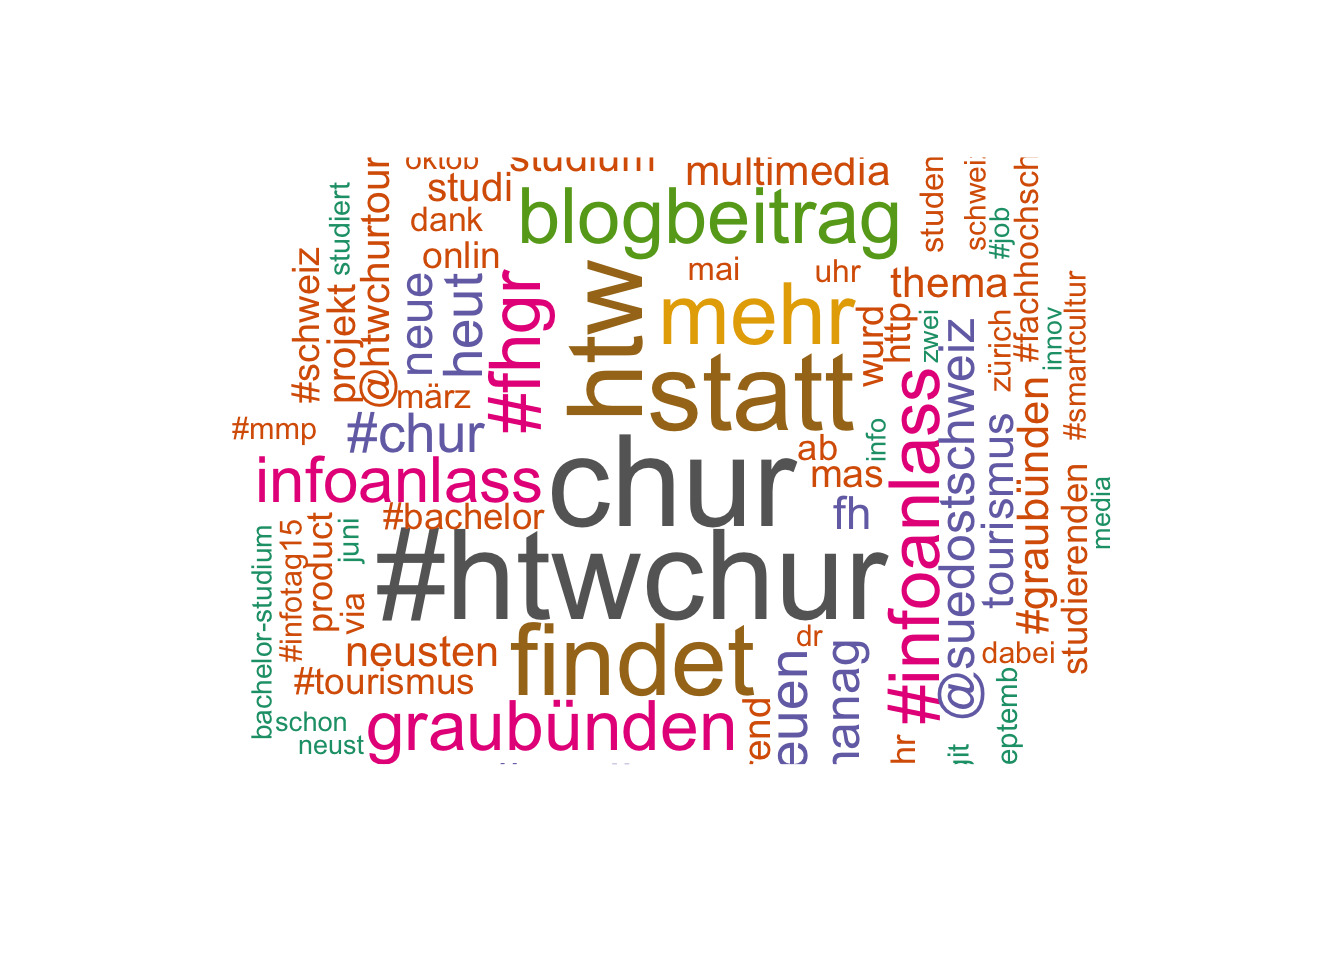 oktob
studium
multimedia
studi
blogbeitrag
dank
onlin
mai
uhr
thema
studen
schwei
#job
#fachhochsch
studiert
@htwchurtour
#schweiz
projekt
neue
heut
#fhgr
htw
mehr
statt
wurd
http
zwei
zürich
innov
#smartcultur
märz
#mmp
#chur
infoanlass
chur
ab
mas
info
fh
#infoanlass
@suedostschweiz
tourismus
#graubünden
studierenden
media
#bachelor
#htwchur
bachelor-studium
#infotag15
product
juni
via
neusten
#tourismus
findet
dr
dabei
schon
neust
graubünden
rend
euen
anag
hr
git
eptemb